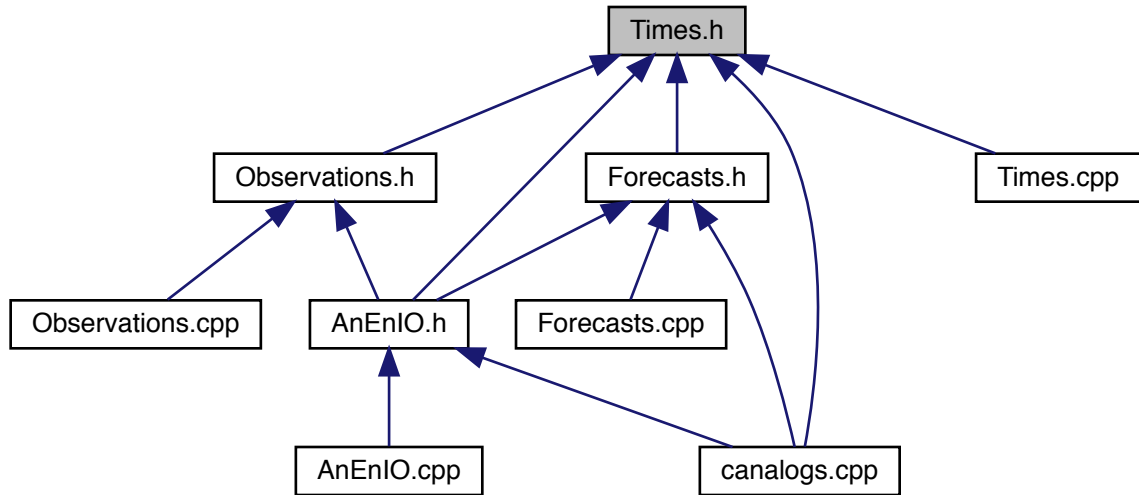 Times.h
Observations.h
Forecasts.h
Times.cpp
Observations.cpp
AnEnIO.h
Forecasts.cpp
AnEnIO.cpp
canalogs.cpp